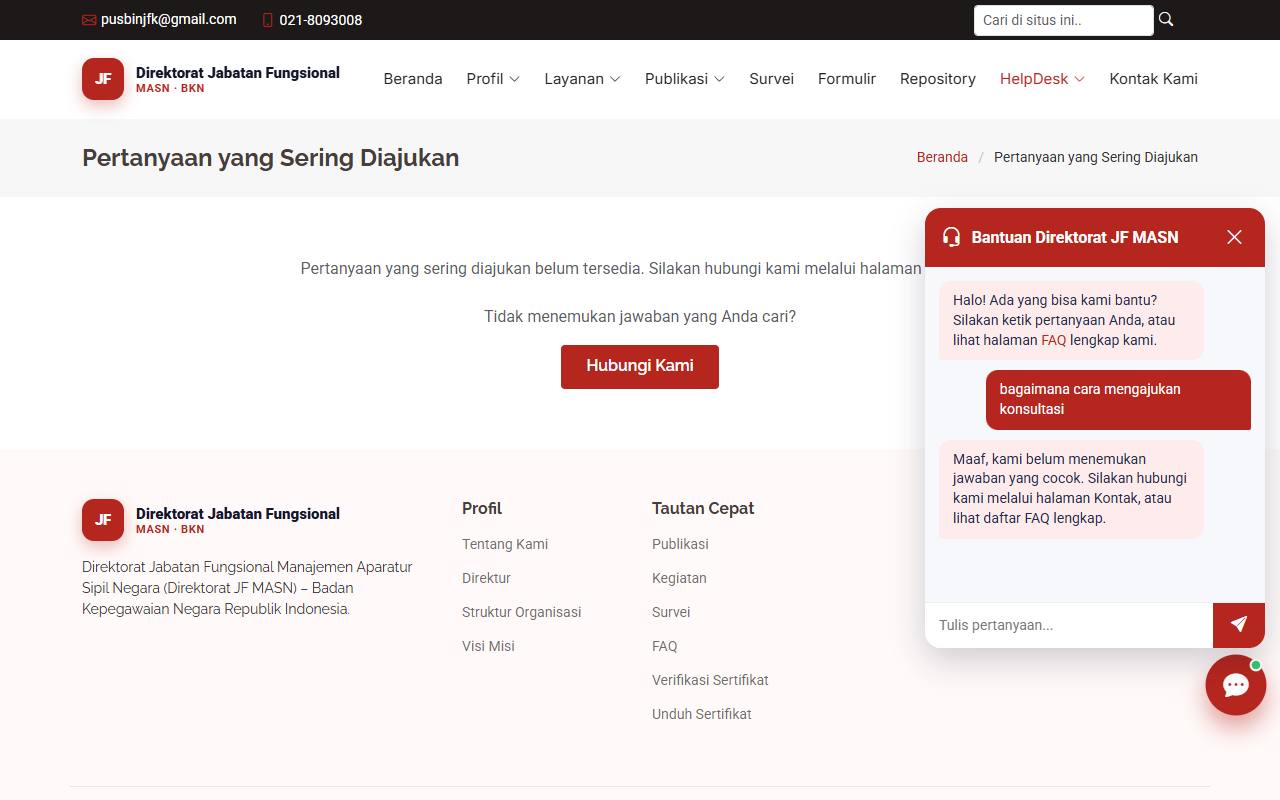 pusbinjfk@gmail.com
021-8093008
Cari di situs ini..
JF
Direktorat Jabatan Fungsional
MASN · BKN
Beranda
Profil
Layanan
Publikasi
Survei
Formulir
Repository
HelpDesk
Kontak Kami
Pertanyaan yang Sering Diajukan
Beranda / Pertanyaan yang Sering Diajukan
Pertanyaan yang sering diajukan belum tersedia. Silakan hubungi kami melalui halaman
Tidak menemukan jawaban yang Anda cari?
Hubungi Kami
Bantuan Direktorat JF MASN
Halo! Ada yang bisa kami bantu?
Silakan ketik pertanyaan Anda, atau
lihat halaman FAQ lengkap kami.
bagaimana cara mengajukan
konsultasi
Maaf, kami belum menemukan
jawaban yang cocok. Silakan hubungi
kami melalui halaman Kontak, atau
lihat daftar FAQ lengkap.
Tulis pertanyaan...
JF
Direktorat Jabatan Fungsional
MASN · BKN
Direktorat Jabatan Fungsional Manajemen Aparatur
Sipil Negara (Direktorat JF MASN) – Badan
Kepegawaian Negara Republik Indonesia.
Profil
Tentang Kami
Direktur
Struktur Organisasi
Visi Misi
Tautan Cepat
Publikasi
Kegiatan
Survei
FAQ
Verifikasi Sertifikat
Unduh Sertifikat